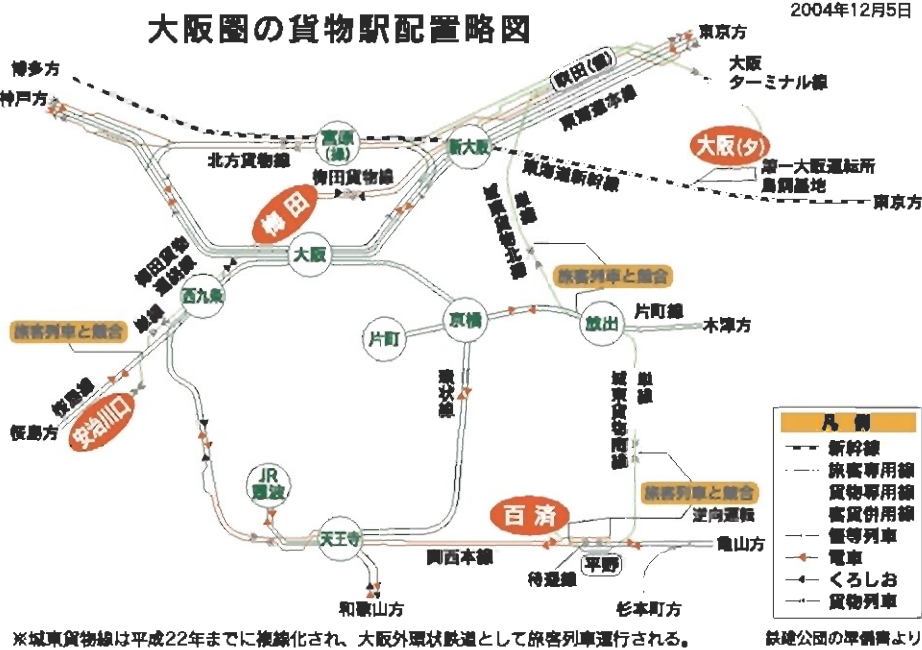 2004年12月5日
大阪圏の貨物駅配置略図
東京方
博多方
大阪
ターミナル線
神戸方
吹田(操)
東海道本線
宮原
(操)
新大阪
大阪(タ)
北方貨物線
梅田貨物線
第一大阪運転所
鳥飼基地
東海道新幹線
東京方
梅田
単線
城東貨物北線
大阪
梅田貨物
連絡線
旅客列車と競合
西九条
単線
旅客列車と競合
京橋
片町
放出
片町線
木津方
桜島線
環状線
単線
城東貨物南線
桜島方
安治川口
凡例
新幹線
旅客専用線
貨物専用線
客貨併用線
優等列車
電車
くろしお
貨物列車
JR
難波
旅客列車と競合
百済
逆向運転
天王寺
関西本線
亀山方
平野
待避線
和歌山方
杉本町方
※城東貨物線は平成22年までに複線化され、大阪外環状鉄道として旅客列車運行される。
鉄建公団の準備書より